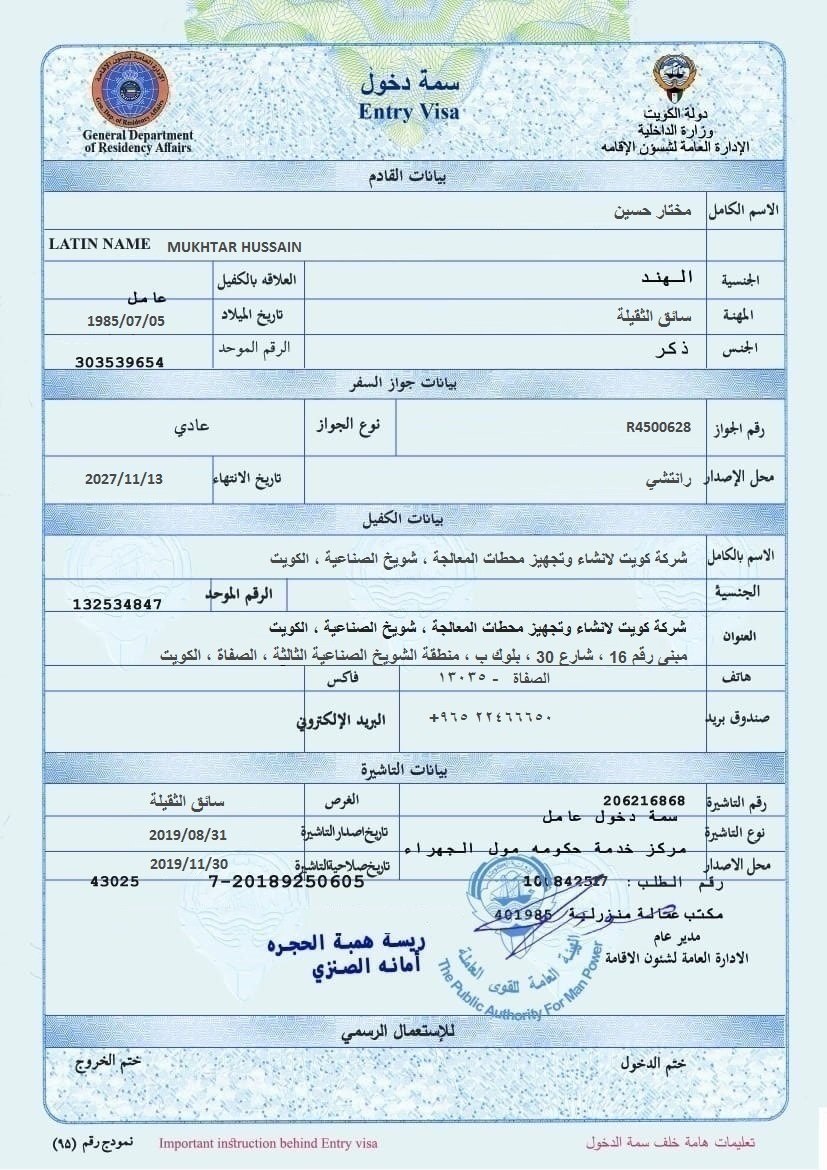 سمة دخول
Entry Visa
General Department
of Residency Affairs
دولة الكويت
وزارة الداخلية
الإدارة العامة لشسؤن الإقامه
بيانات القادم
الاسم الكامل مختار حسين
LATIN NAME MUKHTAR HUSSAIN
الجنسية الهند العلاقه بالكفيل عامل
المهنة سائق الثقيلة تاريخ الميلاد 1985/07/05
الجنس ذكر الرقم الموحد 303539654
بيانات جواز السفر
رقم الجواز R4500628 نوع الجواز عادي
محل الإصدار رانتشي تاريخ الانتهاء 2027/11/13
بيانات الكفيل
الاسم بالكامل شركة كويت لانشاء وتجهيز محطات المعالجة ، شويخ الصناعية ، الكويت
الجنسية الرقم الموحد 132534847
العنوان شركة كويت لانشاء وتجهيز محطات المعالجة ، شويخ الصناعية ، الكويت
مبنى رقم 16 ، شارع 30 ، بلوك ب ، منطقة الشويخ الصناعية الثالثة ، الصفاة ، الكويت
هاتف الصفاة - ١٣٠٣٥ فاكس
صندوق بريد +٩٦٥ ٢٢٤٦٦٦٥٠ البريد الإلكتروني
بيانات التاشيرة
رقم التاشيرة 206216868 الغرض سائق الثقيلة
نوع التاشيرة سمة دخول عامل تاريخ اصدار التاشيرة 2019/08/31
محل الاصدار مركز خدمة حكومه مول الجهراء تاريخ صلاحية التاشيرة 2019/11/30
رقم الطلب: 100842517 7-20189250605 43025
مكتب عمالة منزلية 401985
مدير عام
الادارة العامة لشئون الاقامة
ريسة همبة الحجره
أمانه الصنزي
الهيئة العامة للقوى العاملة
The Public Authority For Man Power
للإستعمال الرسمي
ختم الدخول ختم الخروج
تعليمات هامة خلف سمة الدخول Important instruction behind Entry visa نموذج رقم (٩٥)